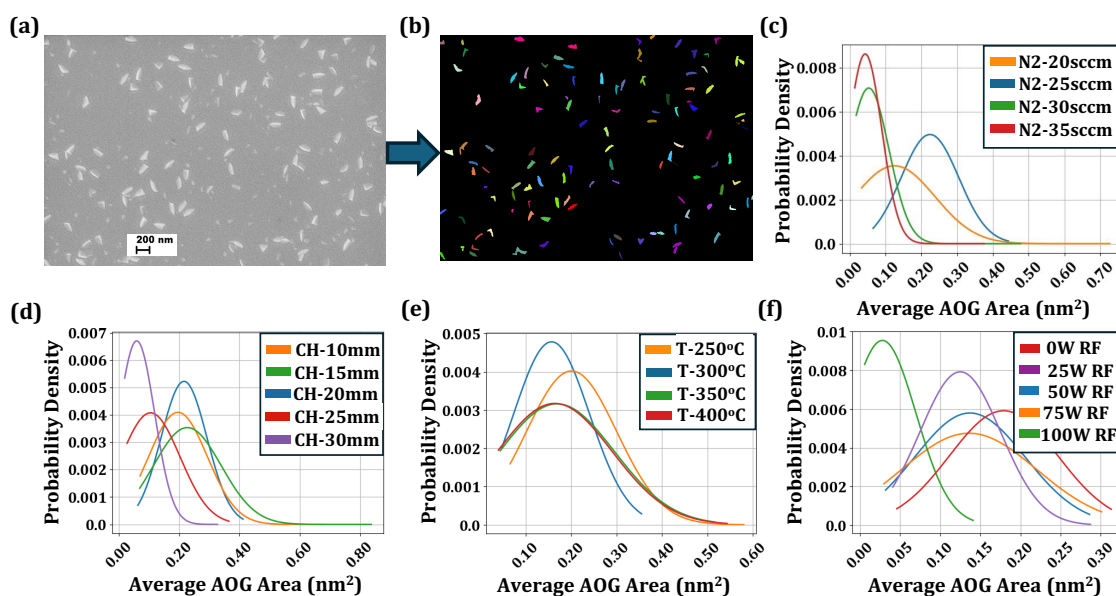 (a)
200 nm
(b)
(c)
Probability Density
0.008
0.006
0.004
0.002
0.0
N2-20sccm
N2-25sccm
N2-30sccm
N2-35sccm
0.00 0.10 0.20 0.30 0.40 0.50 0.60 0.70
Average AOG Area (nm²)
(d)
Probability Density
0.007
0.006
0.005
0.004
0.003
0.002
0.001
0.0
CH-10mm
CH-15mm
CH-20mm
CH-25mm
CH-30mm
0.00 0.20 0.40 0.60 0.80
Average AOG Area (nm²)
(e)
Probability Density
0.005
0.004
0.003
0.002
0.001
0.0
T-250°C
T-300°C
T-350°C
T-400°C
0.10 0.20 0.30 0.40 0.50 0.60
Average AOG Area (nm²)
(f)
Probability Density
0.01
0.008
0.006
0.004
0.002
0.0
0W RF
25W RF
50W RF
75W RF
100W RF
0.00 0.05 0.10 0.15 0.20 0.25 0.30
Average AOG Area (nm²)